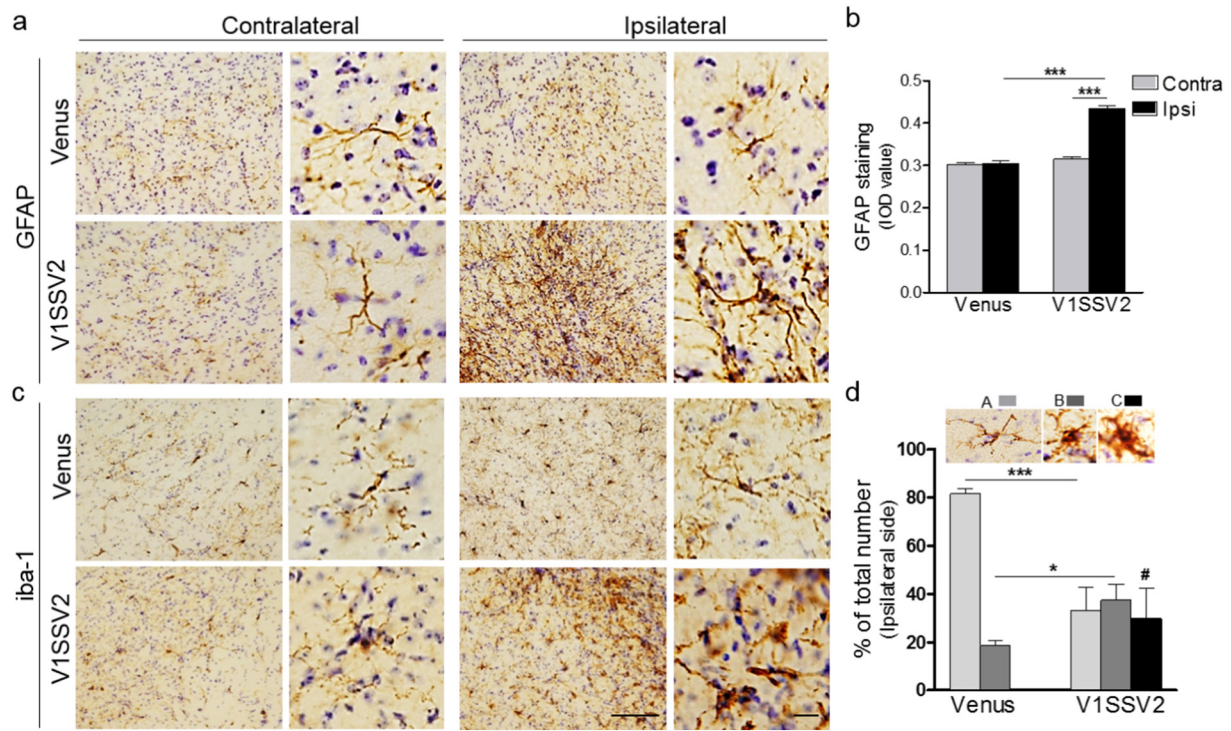 a
Contralateral
Ipsilateral
GFAP
Venus
V1SSV2
b
***
***
Contra
Ipsi
GFAP staining
(IOD value)
0.5
0.4
0.3
0.2
0.1
0.0
Venus
V1SSV2
c
iba-1
Venus
V1SSV2
d
A
B
C
% of total number
(Ipsilateral side)
100
80
60
40
20
0
***
*
#
Venus
V1SSV2